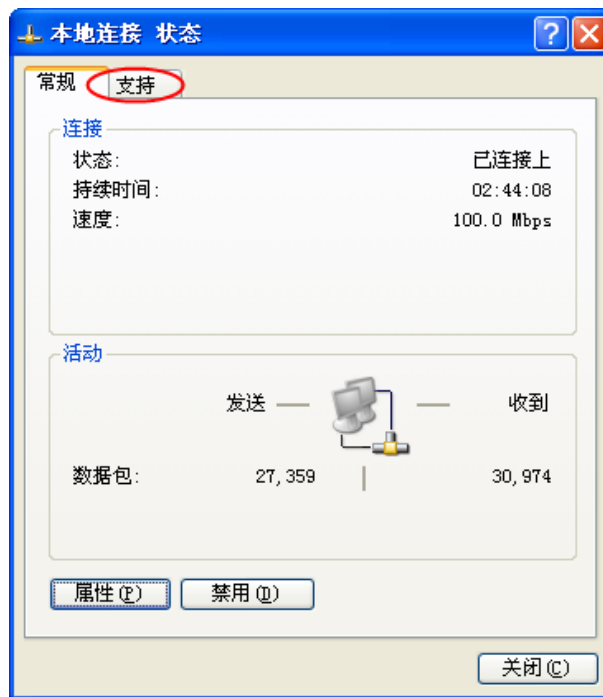 本地连接 状态
常规
支持
连接
状态: 已连接上
持续时间: 02:44:08
速度: 100.0 Mbps
活动
发送 — — 收到
数据包: 27,359 | 30,974
属性(P) 禁用(D)
关闭(C)